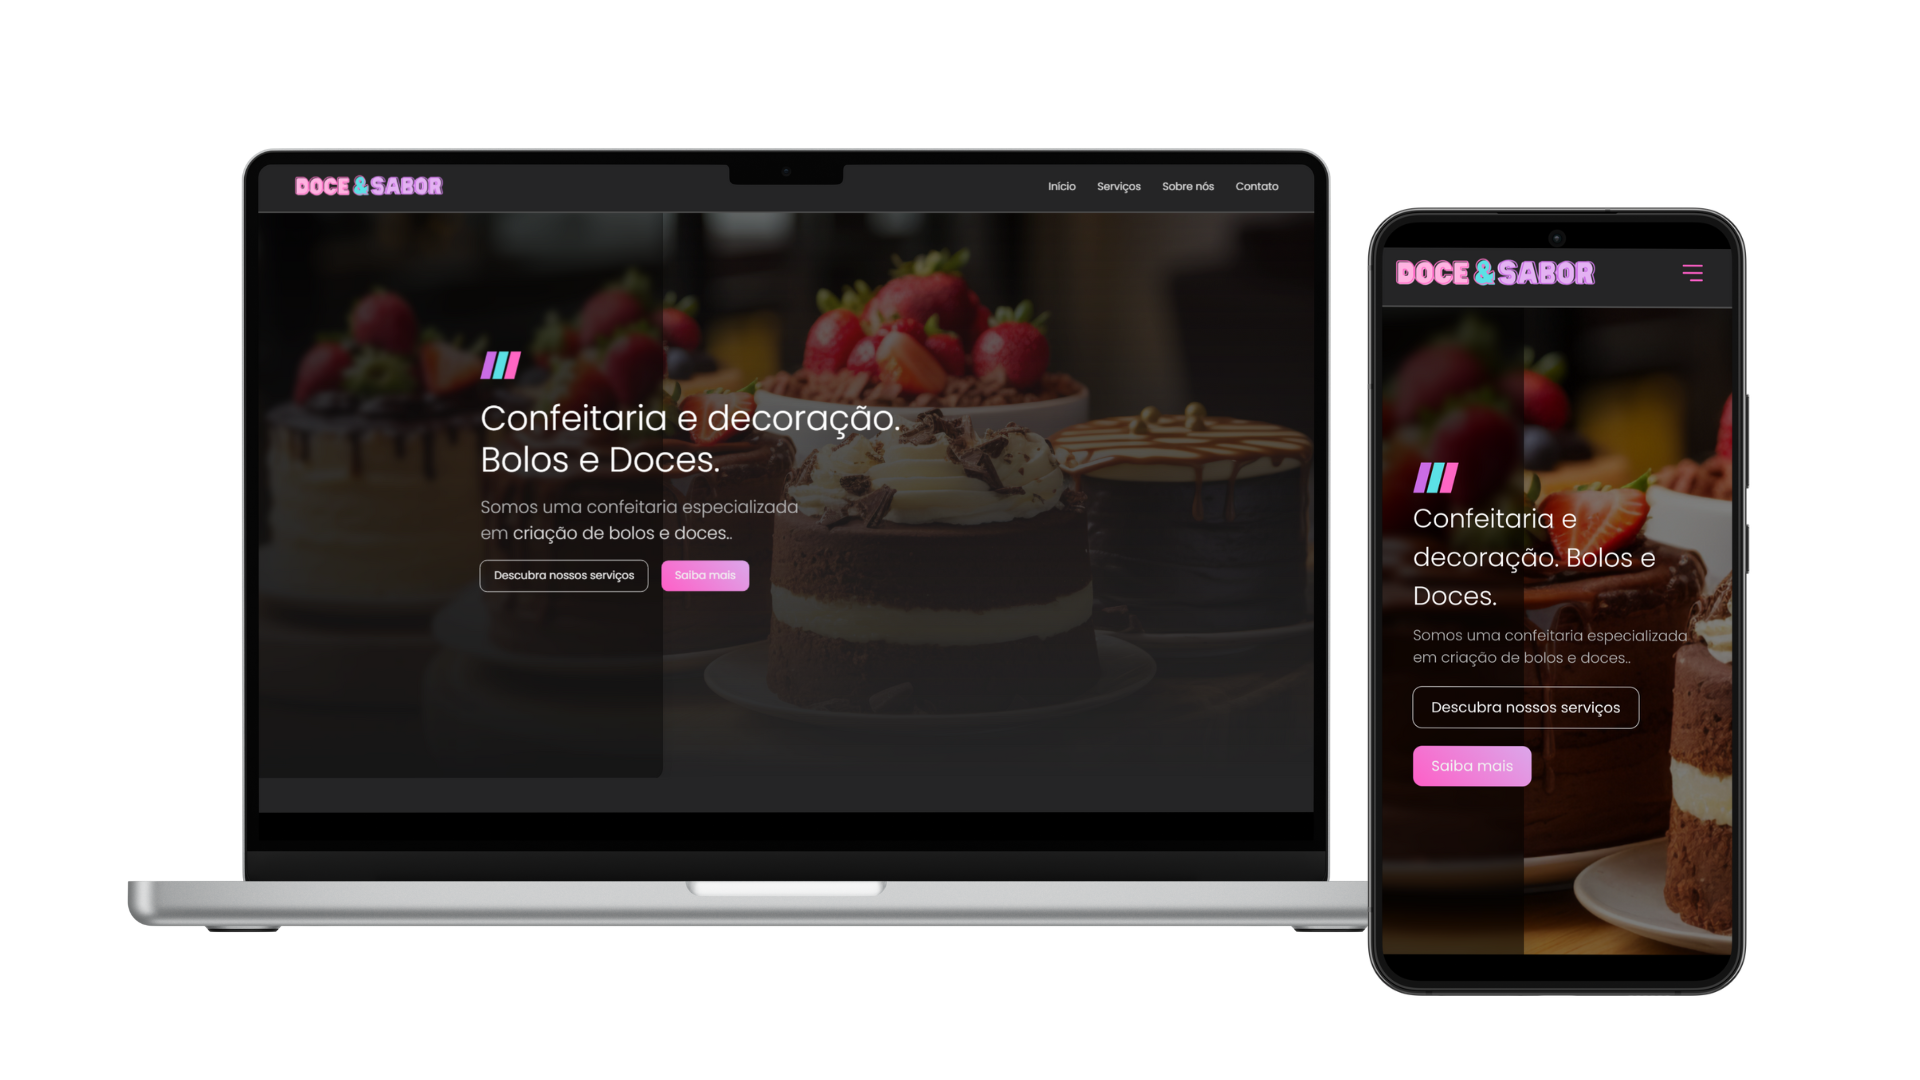 DOCE & SABOR
Início Serviços Sobre nós Contato
Confeitaria e decoração.
Bolos e Doces.
Somos uma confeitaria especializada
em criação de bolos e doces..
Descubra nossos serviços Saiba mais
DOCE & SABOR
Confeitaria e
decoração. Bolos e
Doces.
Somos uma confeitaria especializada
em criação de bolos e doces..
Descubra nossos serviços
Saiba mais